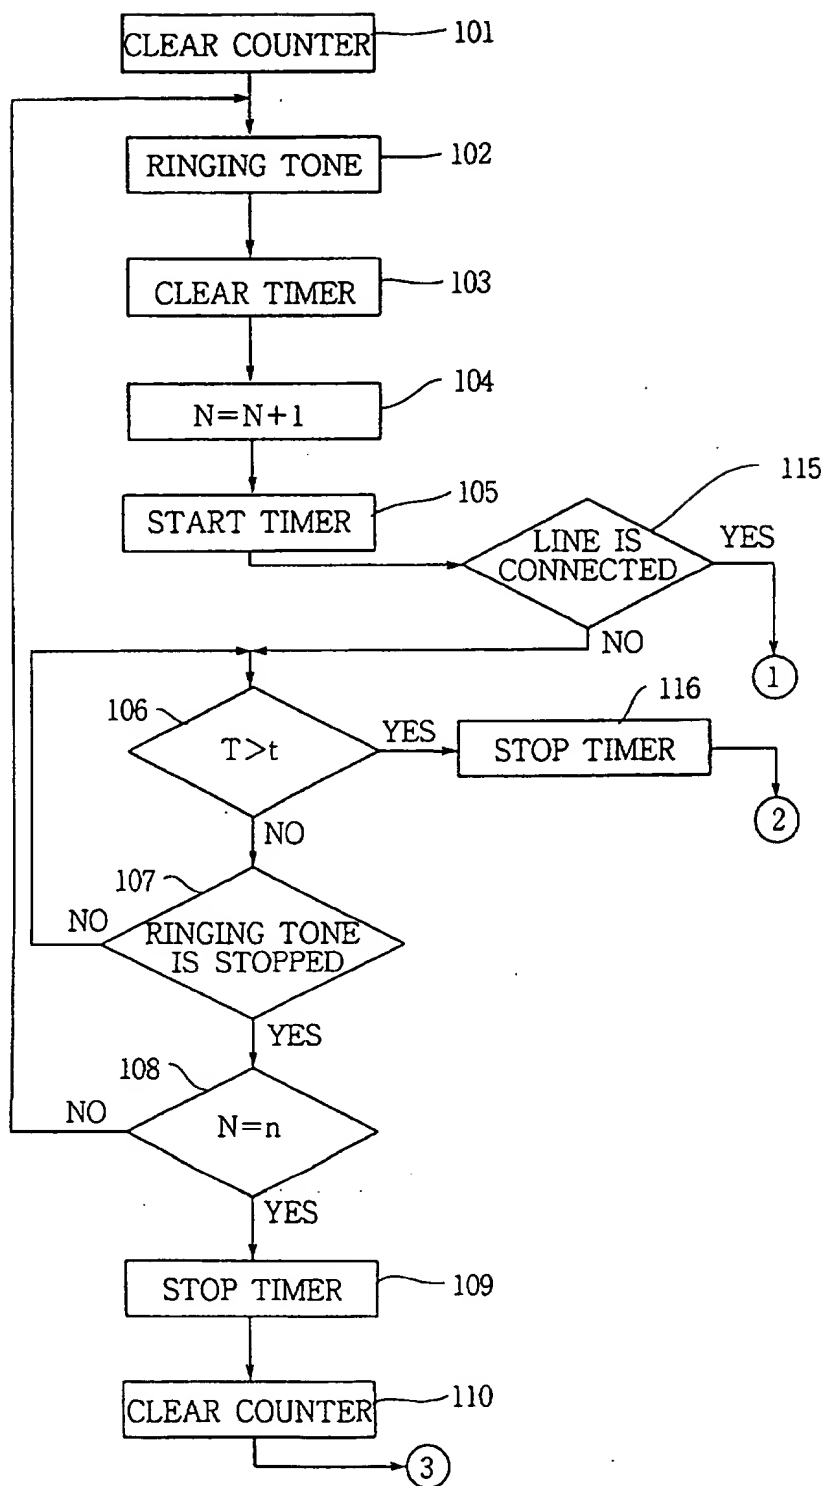 CLEAR COUNTER
101
RINGING TONE
102
CLEAR TIMER
103
N=N+1
104
START TIMER
105
LINE IS
CONNECTED
115
YES
NO
1
106
T>t
YES
116
STOP TIMER
2
NO
107
NO
RINGING TONE
IS STOPPED
YES
108
NO
N=n
YES
STOP TIMER
109
CLEAR COUNTER
110
3